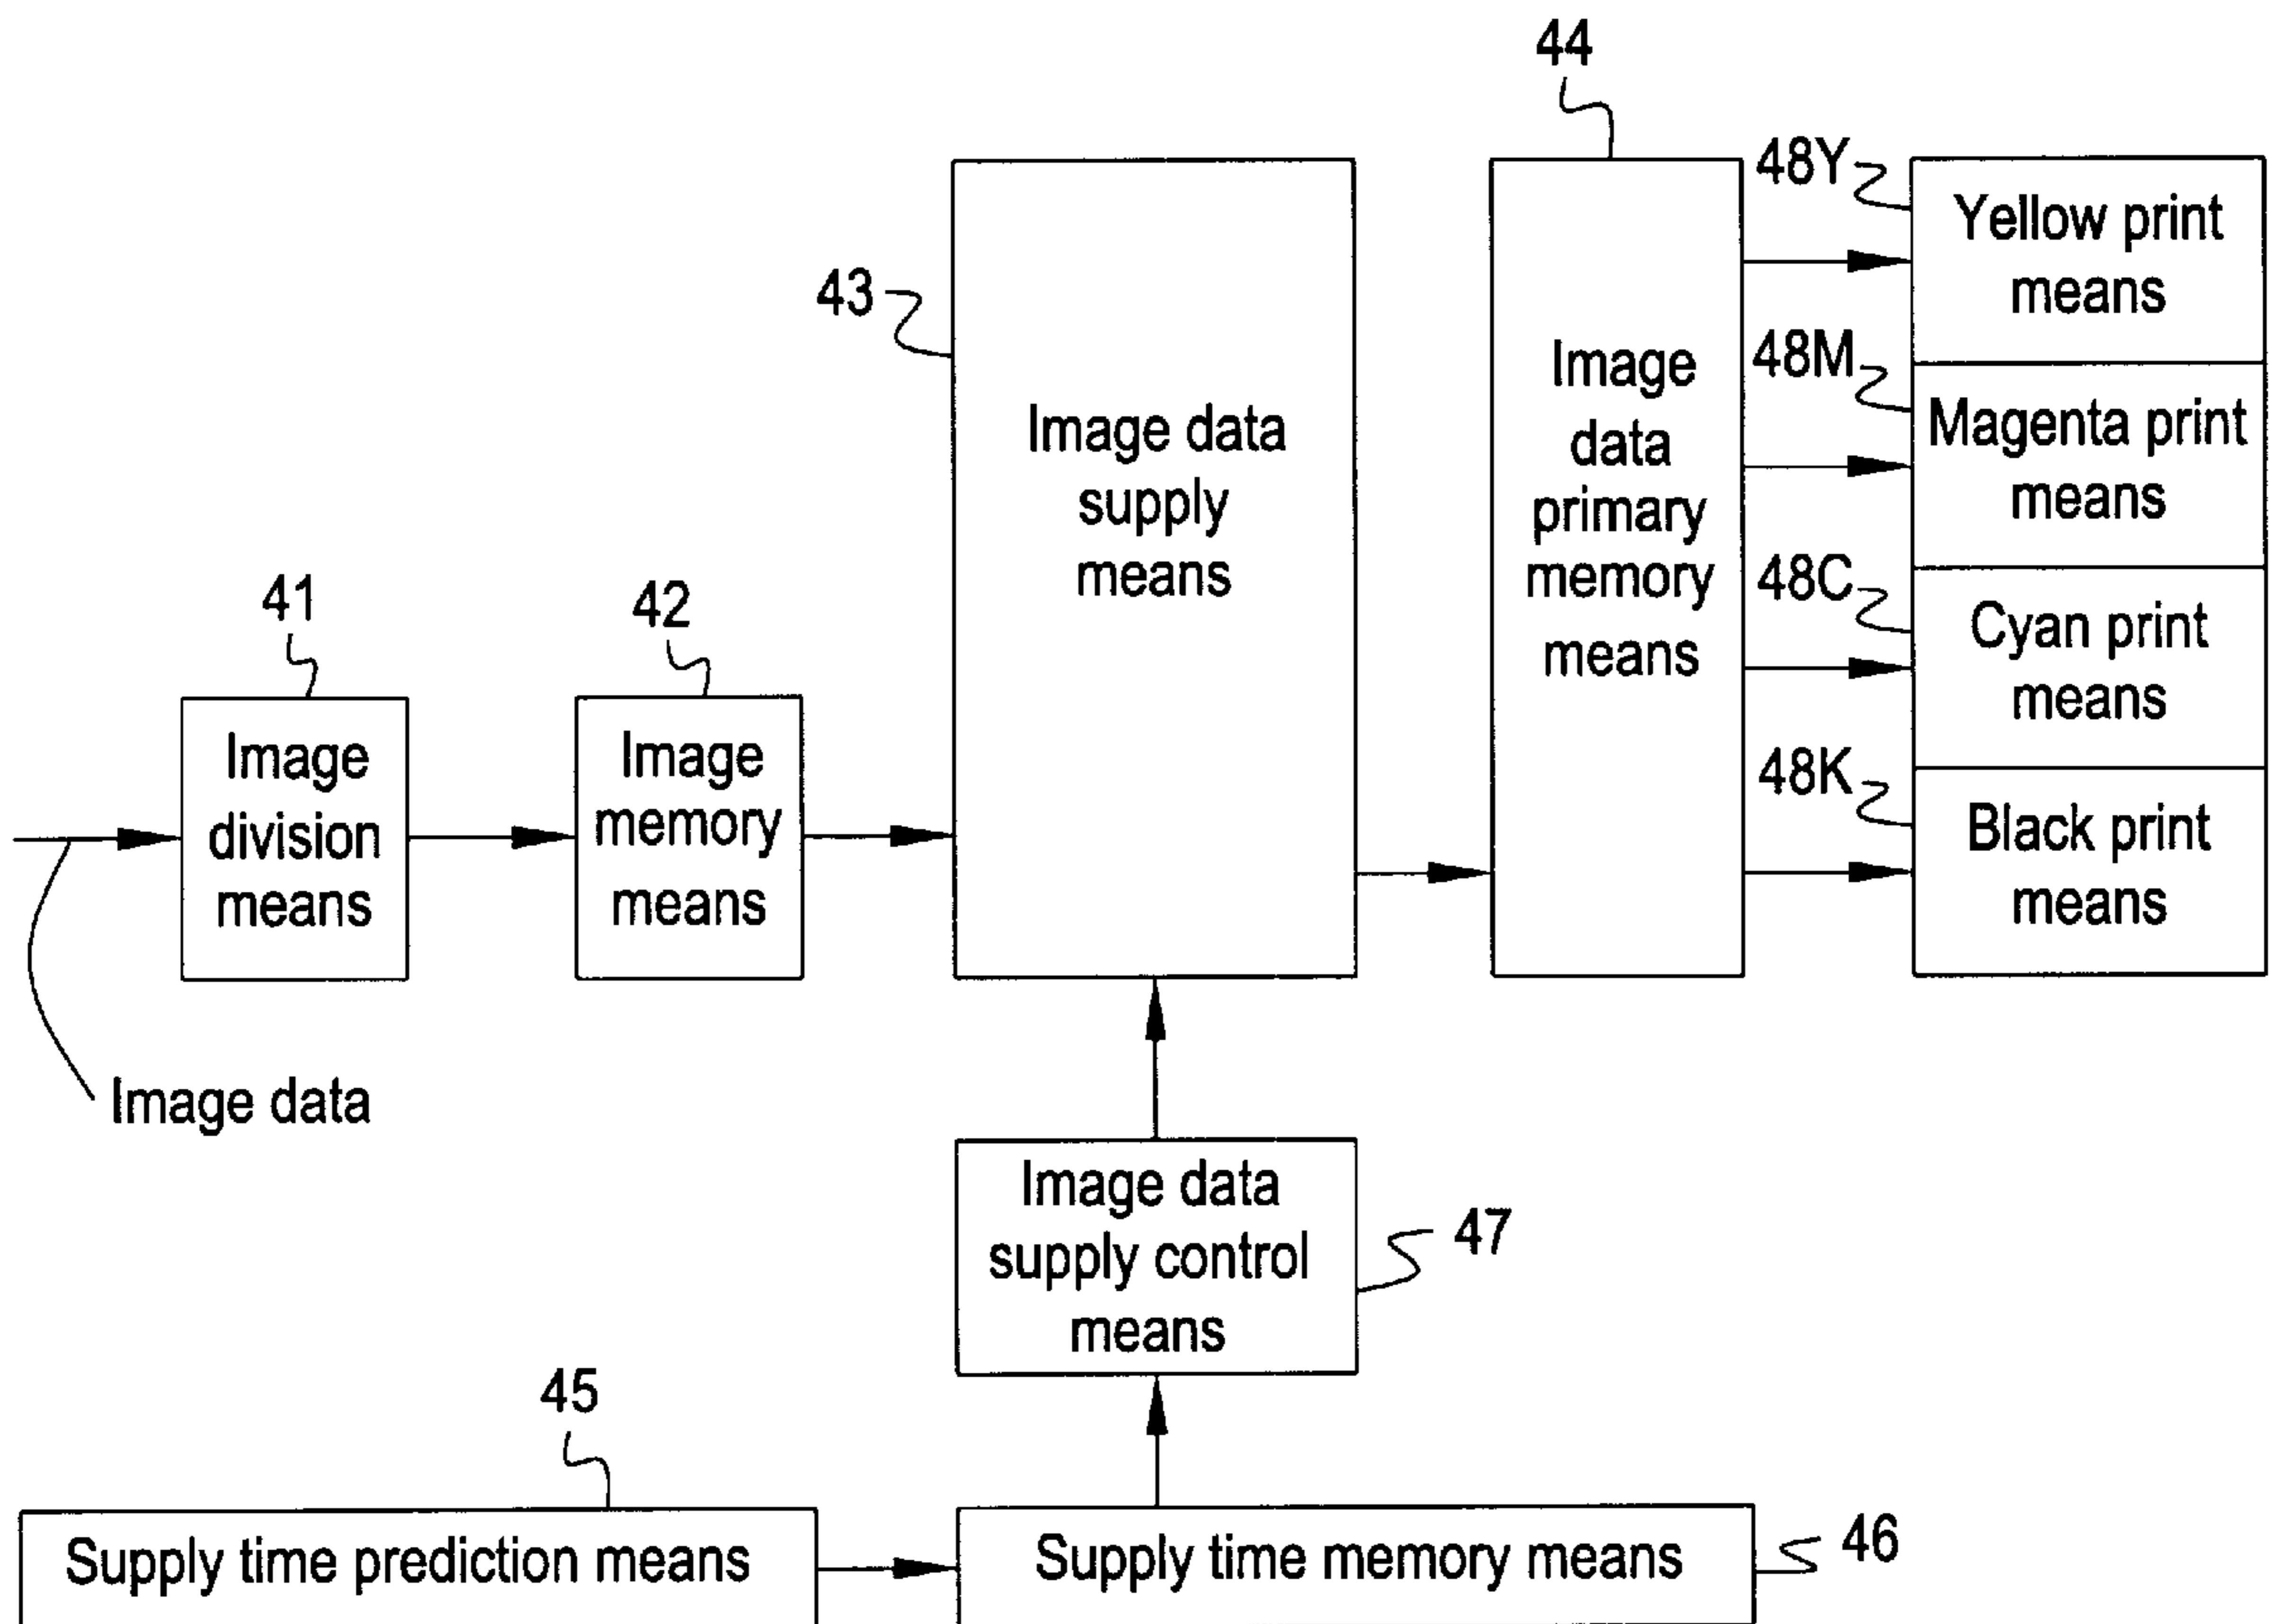 44
48Y
Yellow print
means
43
Image data
supply
means
Image
data
primary
memory
means
48M
Magenta print
means
48C
Cyan print
means
48K
Black print
means
41
Image
division
means
42
Image
memory
means
Image data
Image data
supply control
means
47
45
Supply time prediction means
Supply time memory means
46